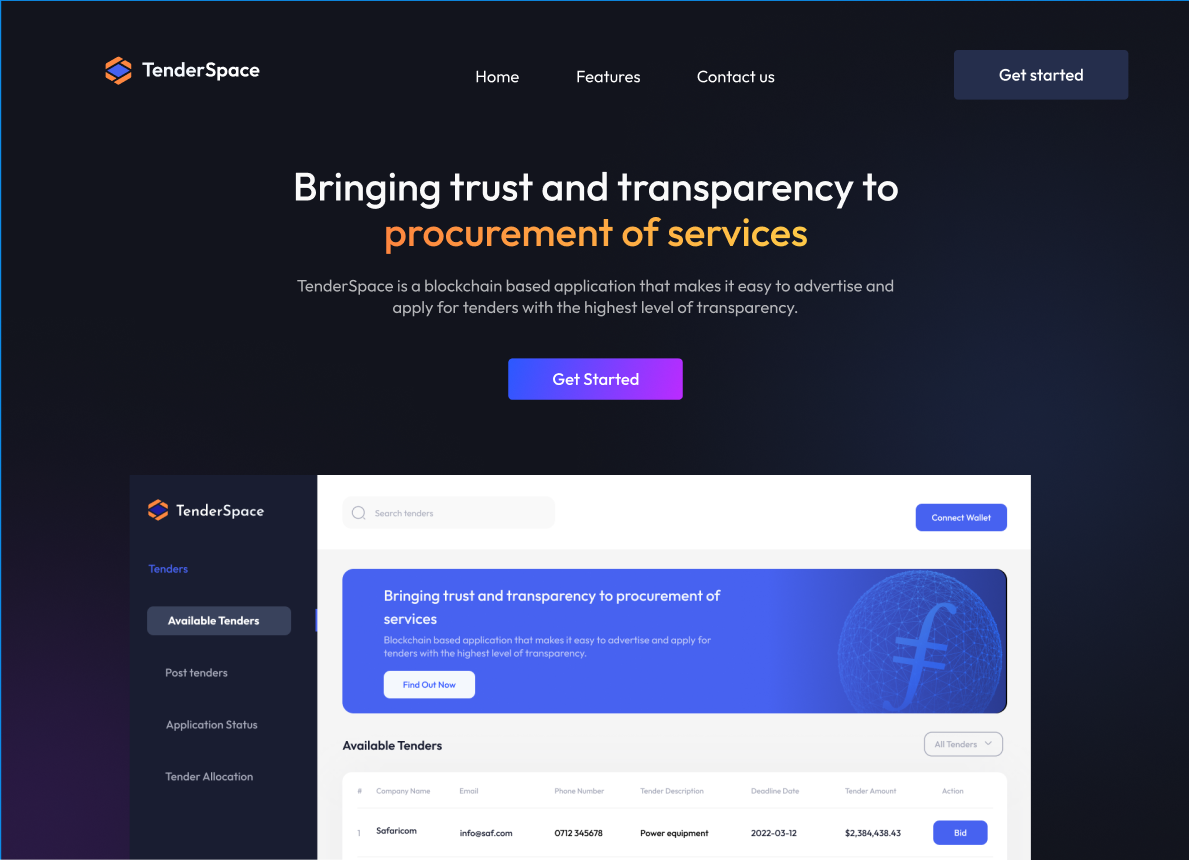 TenderSpace
Home
Features
Contact us
Get started
Bringing trust and transparency to
procurement of services
TenderSpace is a blockchain based application that makes it easy to advertise and
apply for tenders with the highest level of transparency.
Get Started
TenderSpace
Tenders
Available Tenders
Post tenders
Application Status
Tender Allocation
Search tenders
Connect Wallet
Bringing trust and transparency to procurement of
services
Blockchain based application that makes it easy to advertise and apply for
tenders with the highest level of transparency.
Find Out Now
Available Tenders
All Tenders
# Company Name Email Phone Number Tender Description Deadline Date Tender Amount Action
1 Safaricom info@saf.com 0712 345678 Power equipment 2022-03-12 $2,384,438.43 Bid